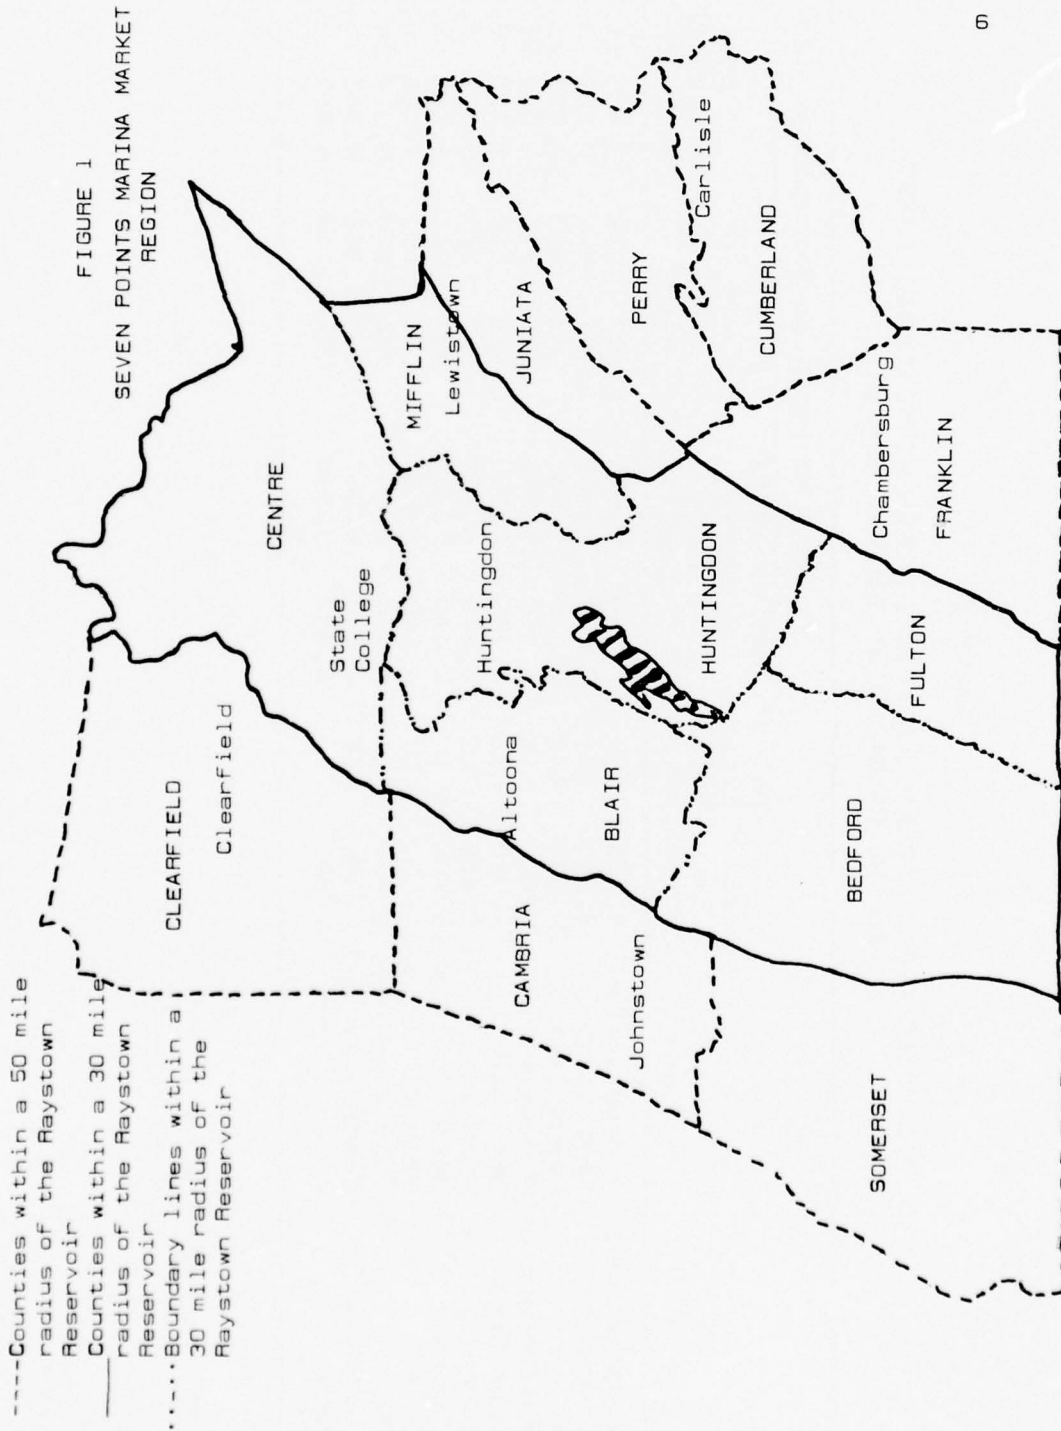 6
FIGURE 1
SEVEN POINTS MARINA MARKET
REGION
----Counties within a 50 mile
radius of the Raystown
Reservoir
Counties within a 30 mile
radius of the Raystown
Reservoir
..-..Boundary lines within a
30 mile radius of the
Raystown Reservoir
CLEARFIELD
Clearfield
CENTRE
State
College
MIFFLIN
Lewistown
JUNIATA
PERRY
Carlisle
CUMBERLAND
Huntingdon
HUNTINGDON
Altoona
BLAIR
CAMBRIA
Johnstown
SOMERSET
BEDFORD
FULTON
Chambersburg
FRANKLIN